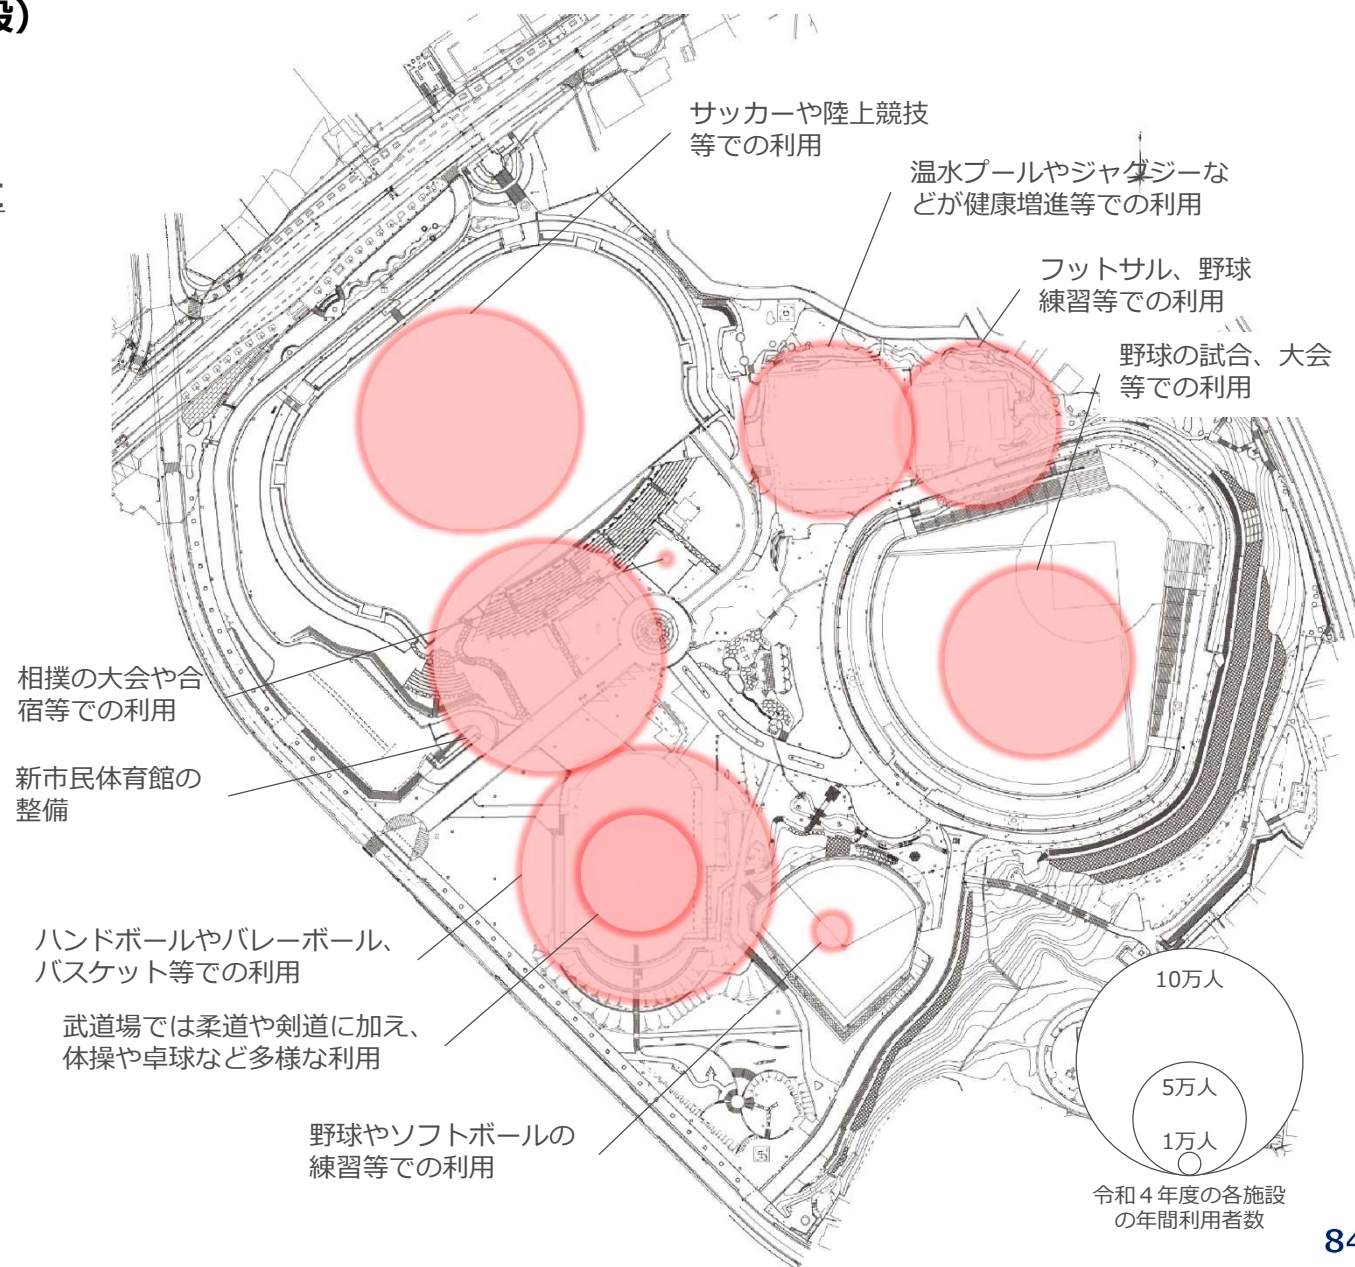 設）
サッカーや陸上競技
等での利用
温水プールやジャグジーな
どが健康増進等での利用
フットサル、野球
練習等での利用
野球の試合、大会
等での利用
相撲の大会や合
宿等での利用
新市民体育館の
整備
ハンドボールやバレーボール、
バスケット等での利用
武道場では柔道や剣道に加え、
体操や卓球など多様な利用
野球やソフトボールの
練習等での利用
10万人
5万人
1万人
令和４年度の各施設
の年間利用者数
84